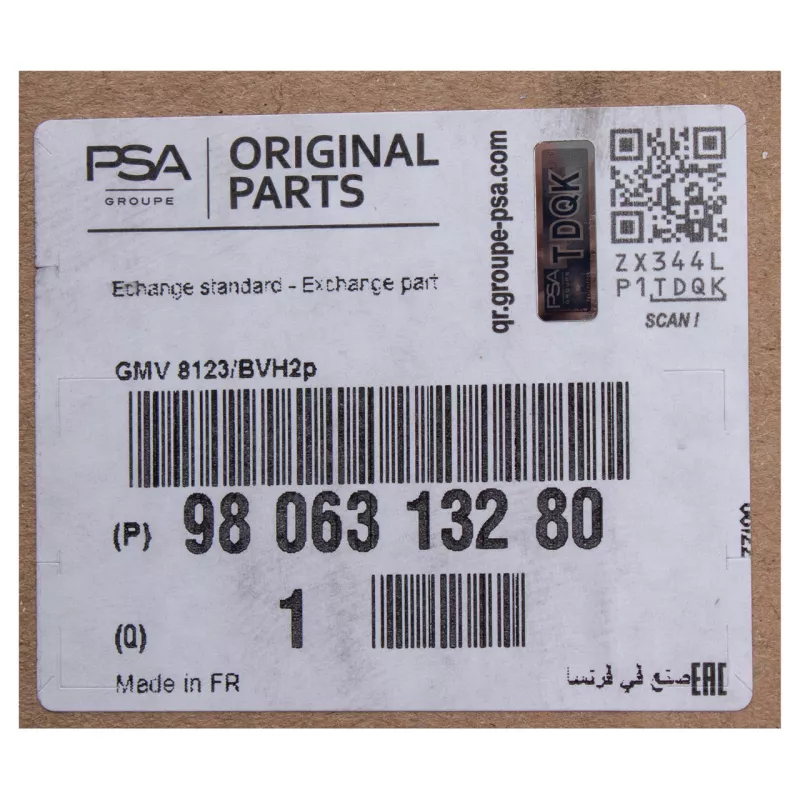 PSA
GROUPE
ORIGINAL
PARTS
qr.groupe-psa.com
PSA
GROUPE
TDQK
ZX344L
P1TDQK
SCAN!
Echange standard - Exchange part
GMV 8123/BVH2p
(P) 98 063 132 80
(Q) 1
Made in FR
صنع في فرنسا
EAC